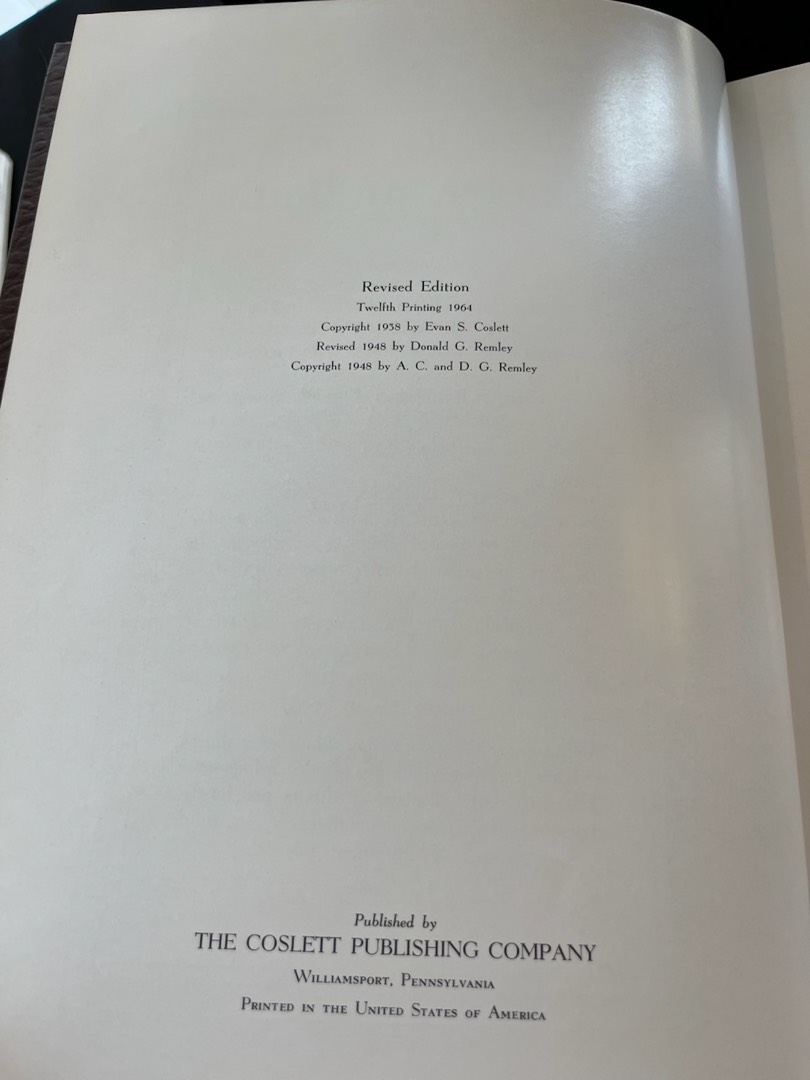 Revised Edition
Twelfth Printing 1964
Copyright 1938 by Evan S. Coslett
Revised 1948 by Donald G. Remley
Copyright 1948 by A. C. and D. G. Remley
Published by
THE COSLETT PUBLISHING COMPANY
Williamsport, Pennsylvania
Printed in the United States of America